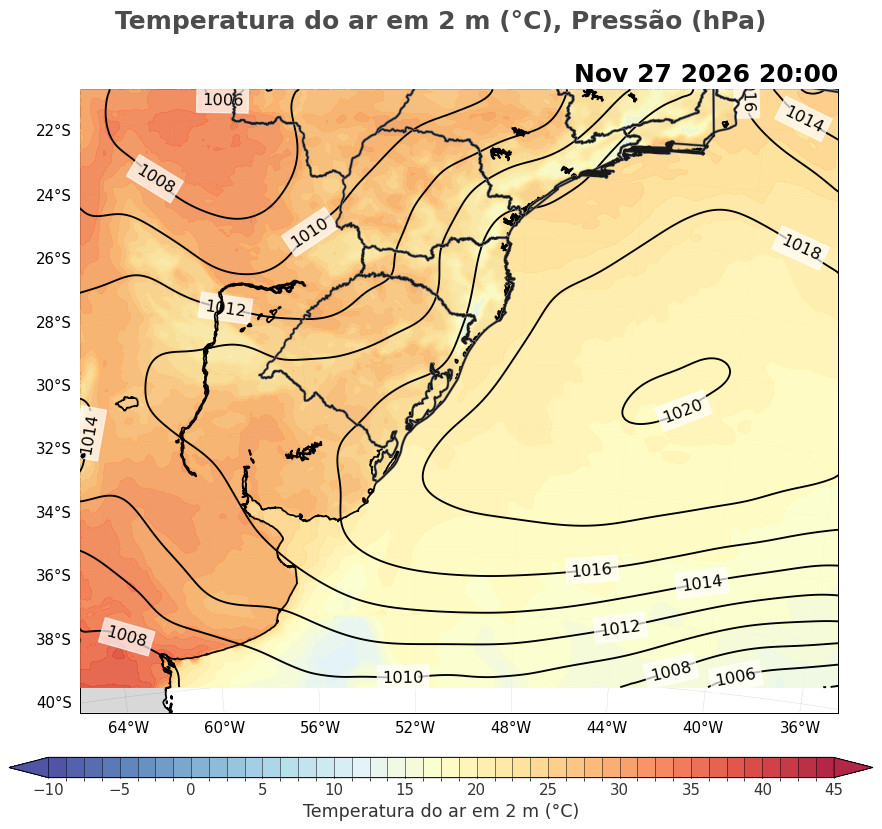 Temperatura do ar em 2 m (°C), Pressão (hPa)
Nov 27 2026 20:00
1006
16
1014
22°S
1008
24°S
1010
1018
26°S
1012
28°S
30°S
1020
1014
32°S
34°S
1016
1014
36°S
1012
1008
38°S
1010
1008
1006
40°S
64°W 60°W 56°W 52°W 48°W 44°W 40°W 36°W
−10 −5 0 5 10 15 20 25 30 35 40 45
Temperatura do ar em 2 m (°C)